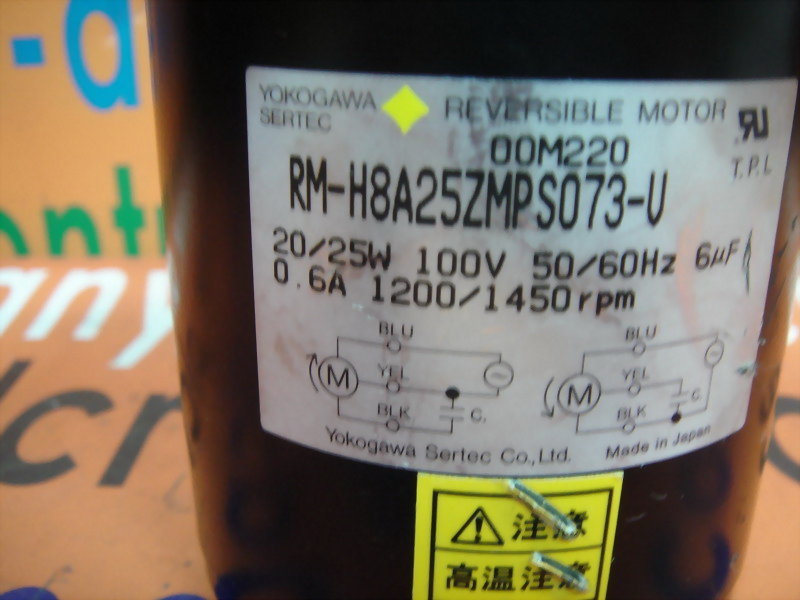 YOKOGAWA
SERTEC
REVERSIBLE MOTOR
00M220
T.P.L
RM-H8A25ZMPS073-U
20/25W 100V 50/60Hz 6μF
0.6A 1200/1450rpm
BLU
YEL
BLK
M
C.
BLU
YEL
BLK
M
C.
Yokogawa Sertec Co., Ltd.
Made in Japan
注意
高温注意